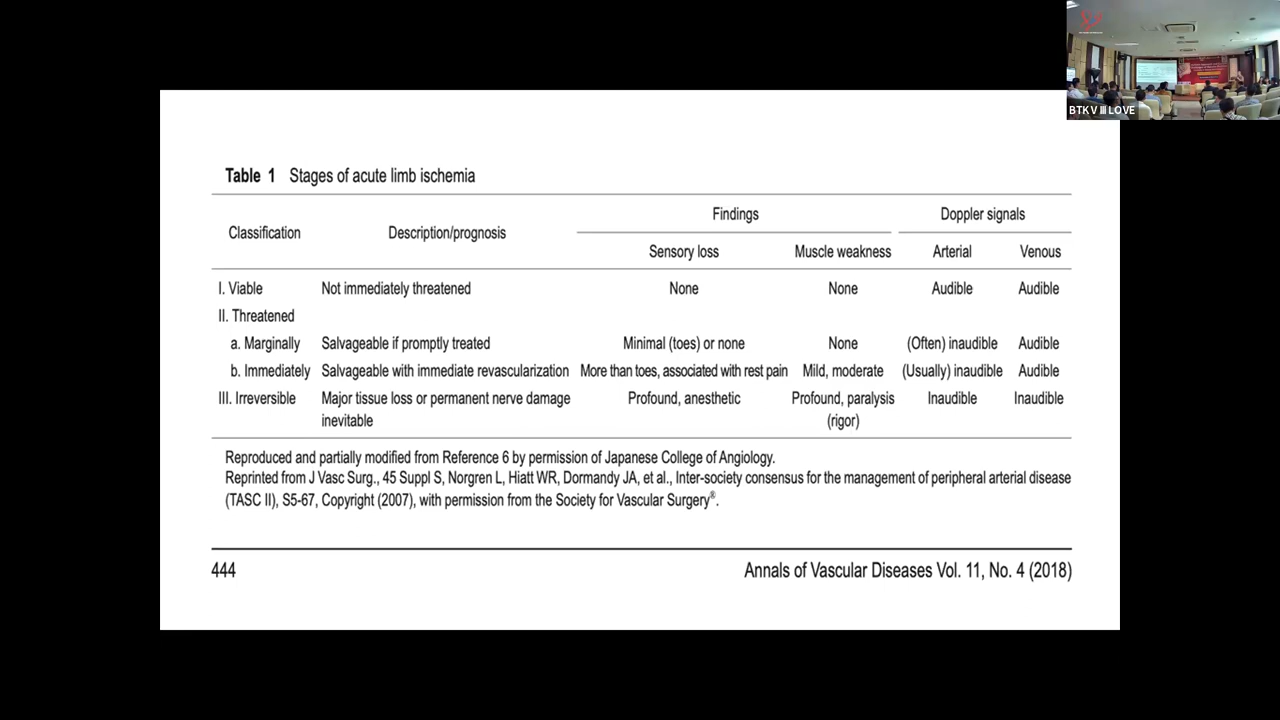 BTKV III LOVE
Table 1 Stages of acute limb ischemia
Findings Doppler signals
Classification Description/prognosis
Sensory loss Muscle weakness Arterial Venous
I. Viable Not immediately threatened None None Audible Audible
II. Threatened
a. Marginally Salvageable if promptly treated Minimal (toes) or none None (Often) inaudible Audible
b. Immediately Salvageable with immediate revascularization More than toes, associated with rest pain Mild, moderate (Usually) inaudible Audible
III. Irreversible Major tissue loss or permanent nerve damage Profound, anesthetic Profound, paralysis Inaudible Inaudible
inevitable (rigor)
Reproduced and partially modified from Reference 6 by permission of Japanese College of Angiology.
Reprinted from J Vasc Surg., 45 Suppl S, Norgren L, Hiatt WR, Dormandy JA, et al., Inter-society consensus for the management of peripheral arterial disease
(TASC II), S5-67, Copyright (2007), with permission from the Society for Vascular Surgery®.
444 Annals of Vascular Diseases Vol. 11, No. 4 (2018)